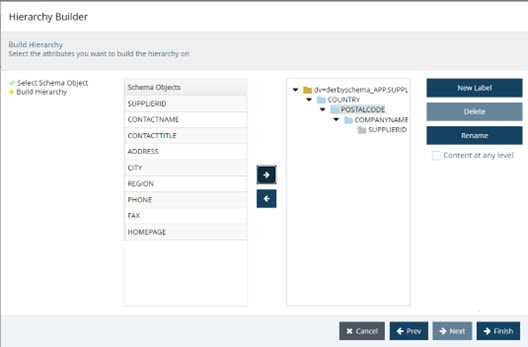 Hierarchy Builder
Build Hierarchy
Select the attributes you want to build the hierarchy on
Select Schema Object
Build Hierarchy
Schema Objects
SUPPLIERID
CONTACTNAME
CONTACTTITLE
ADDRESS
CITY
REGION
PHONE
FAX
HOMEPAGE
dv=derbyschema_APP.SUPPL
COUNTRY
POSTALCODE
COMPANYNAME
SUPPLIERID
New Label
Delete
Rename
Content at any level
Cancel
Prev
Next
Finish